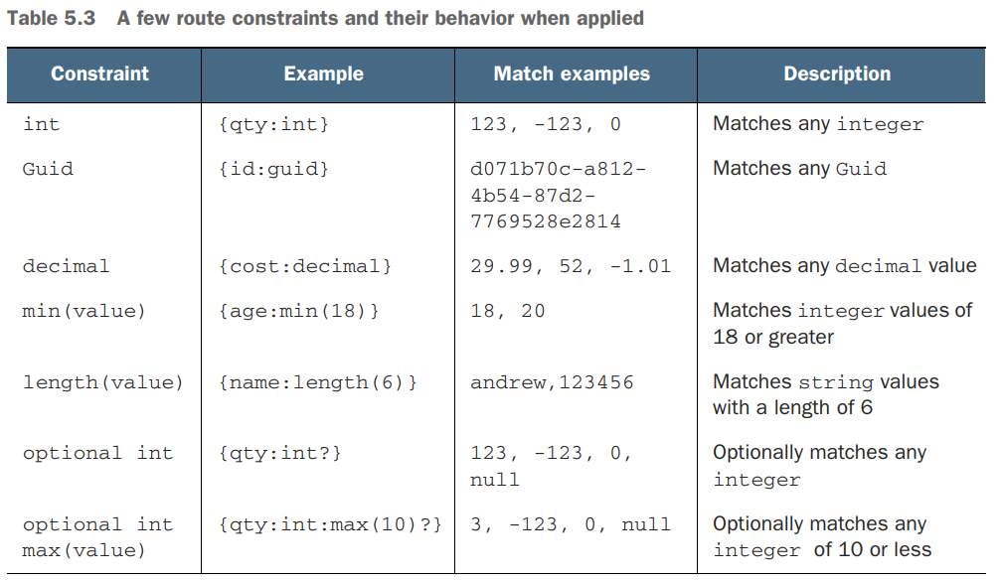 Table 5.3 A few route constraints and their behavior when applied
Constraint Example Match examples Description
int {qty:int} 123, -123, 0 Matches any integer
Guid {id:guid} d071b70c-a812- Matches any Guid
4b54-87d2-
7769528e2814
decimal {cost:decimal} 29.99, 52, -1.01 Matches any decimal value
min(value) {age:min(18)} 18, 20 Matches integer values of
18 or greater
length(value) {name:length(6)} andrew,123456 Matches string values
with a length of 6
optional int {qty:int?} 123, -123, 0, Optionally matches any
null integer
optional int {qty:int:max(10)?} 3, -123, 0, null Optionally matches any
max(value) integer of 10 or less